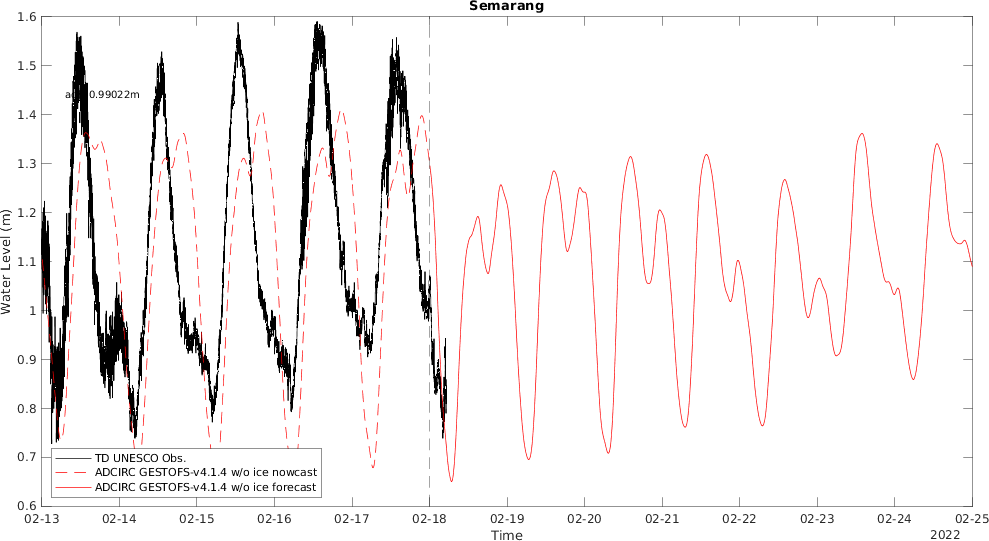 Semarang
1.6
1.5
1.4
1.3
1.2
1.1
1
0.9
0.8
0.7
0.6
Water Level (m)
0.99022m
TD UNESCO Obs.
ADCIRC GESTOFS-v4.1.4 w/o ice nowcast
ADCIRC GESTOFS-v4.1.4 w/o ice forecast
02-13 02-14 02-15 02-16 02-17 02-18 02-19 02-20 02-21 02-22 02-23 02-24 02-25
Time
2022